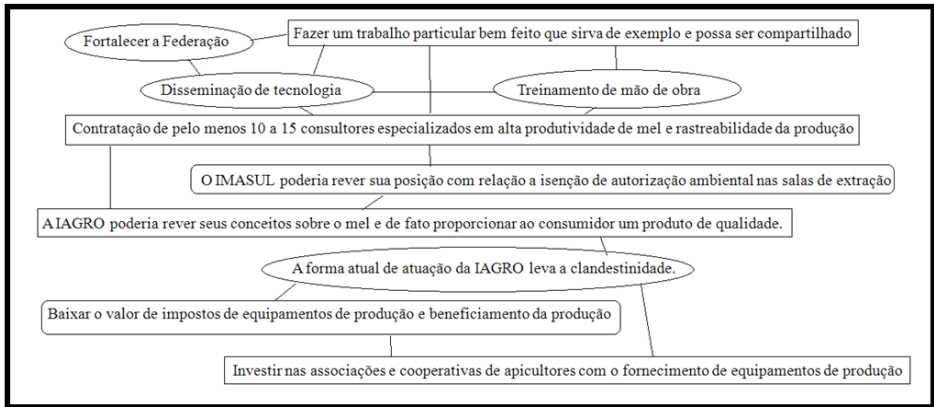 Fortalecer a Federação
Fazer um trabalho particular bem feito que sirva de exemplo e possa ser compartilhado
Disseminação de tecnologia
Treinamento de mão de obra
Contratação de pelo menos 10 a 15 consultores especializados em alta produtividade de mel e rastreabilidade da produção
O IMASUL poderia rever sua posição com relação a isenção de autorização ambiental nas salas de extração
A IAGRO poderia rever seus conceitos sobre o mel e de fato proporcionar ao consumidor um produto de qualidade.
A forma atual de atuação da IAGRO leva a clandestinidade.
Baixar o valor de impostos de equipamentos de produção e beneficiamento da produção
Investir nas associações e cooperativas de apicultores com o fornecimento de equipamentos de produção